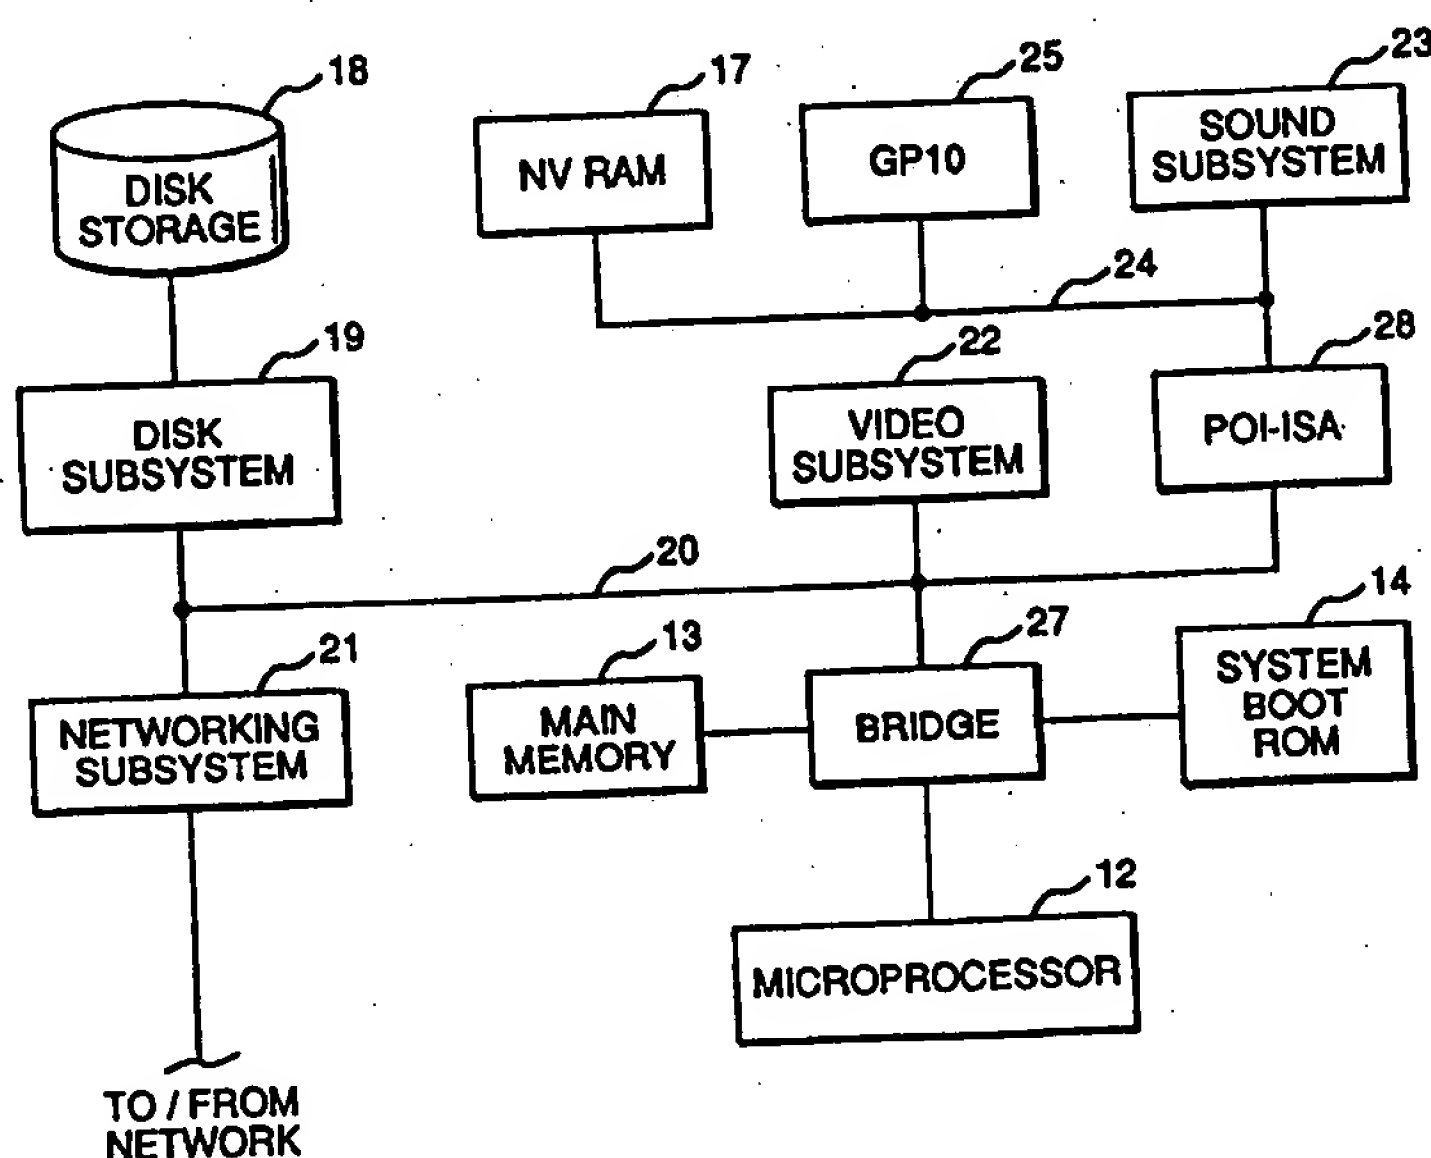 18
DISK
STORAGE
17
NV RAM
25
GP10
23
SOUND
SUBSYSTEM
24
19
DISK
SUBSYSTEM
22
VIDEO
SUBSYSTEM
28
POI-ISA
20
21
NETWORKING
SUBSYSTEM
13
MAIN
MEMORY
27
BRIDGE
14
SYSTEM
BOOT
ROM
12
MICROPROCESSOR
TO / FROM
NETWORK